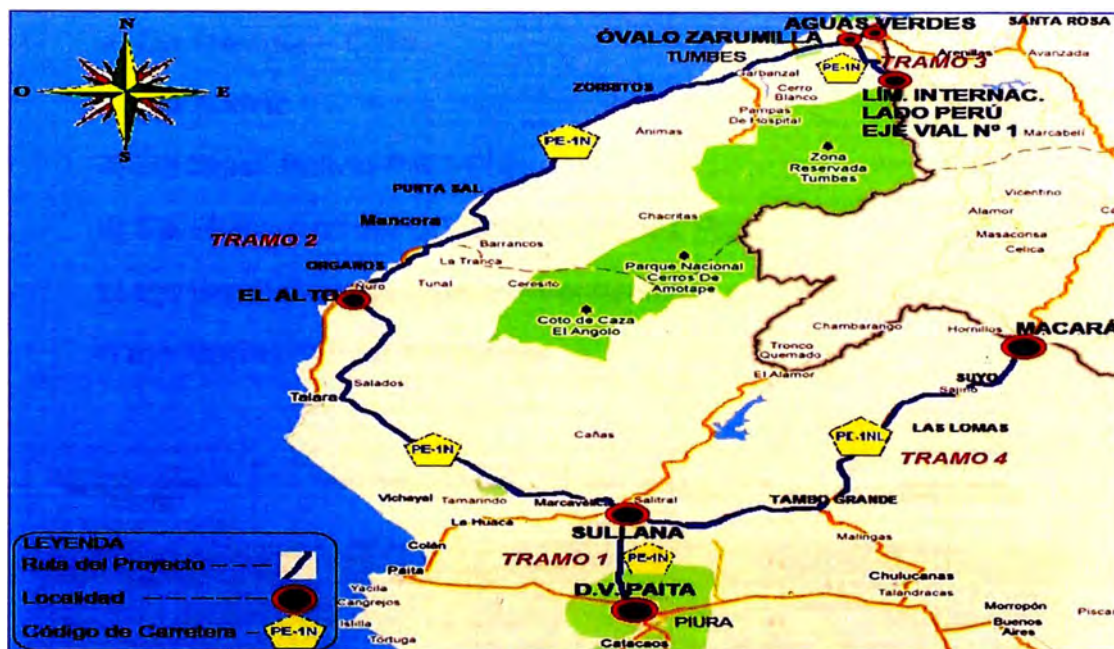 N
O
E
S
AGUAS VERDES
SANTA ROSA
ÓVALO ZARUMILLA
TUMBES
Arenillas
Avanzada
Garbanzal
PE-1N
TRAMO 3
ZORRITOS
Cerro
Blanco
LÍM. INTERNAC.
LADO PERÚ
EJE VIAL Nº 1
Pampas
De Hospital
Ánimas
Marcabelí
PE-1N
Zona
Reservada
Tumbes
PUNTA SAL
Vicentino
Mancora
Chacritas
Alamor
Masaconsa
Celica
TRAMO 2
Barrancos
La Tranca
ORGANOS
Parque Nacional
Cerros De
Amotape
Ñuro
Tunal
Ceresito
EL ALTO
Coto de Caza
El Angolo
Chambarango
Hornillos
MACARA
Tronco
Quemado
El Alamor
SUYO
Sajino
Salados
Talara
PE-1NL
LAS LOMAS
Cañas
PE-1N
TRAMO 4
Vichayal
Tamarindo
Marcavelica
Salitral
TAMBO GRANDE
La Huaca
SULLANA
Malingas
Colán
TRAMO 1
PE-1N
Paita
Chulucanas
Talandracas
D.V. PAITA
Yacila
Cangrejos
Islilla
Tortuga
PIURA
Morropón
Buenos
Aires
Catacaos
LEYENDA
Ruta del Proyecto
Localidad
Código de Carretera
PE-1N